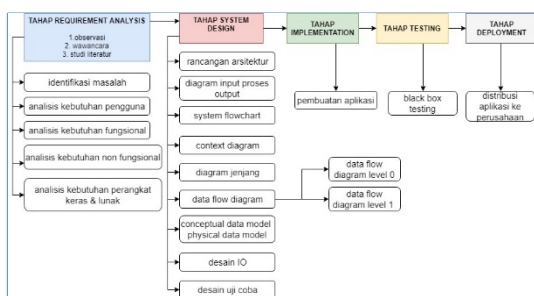 TAHAP REQUIREMENT ANALYSIS
1.observasi
2. wawancara
3. studi literatur
identifikasi masalah
analisis kebutuhan pengguna
analisis kebutuhan fungsional
analisis kebutuhan non fungsional
analisis kebutuhan perangkat
keras & lunak
TAHAP SYSTEM
DESIGN
rancangan arsitektur
diagram input proses
output
system flowchart
context diagram
diagram jenjang
data flow diagram
data flow
diagram level 0
data flow
diagram level 1
conceptual data model
physical data model
desain IO
desain uji coba
TAHAP
IMPLEMENTATION
pembuatan aplikasi
TAHAP TESTING
black box
testing
TAHAP
DEPLOYMENT
distribusi
aplikasi ke
perusahaan